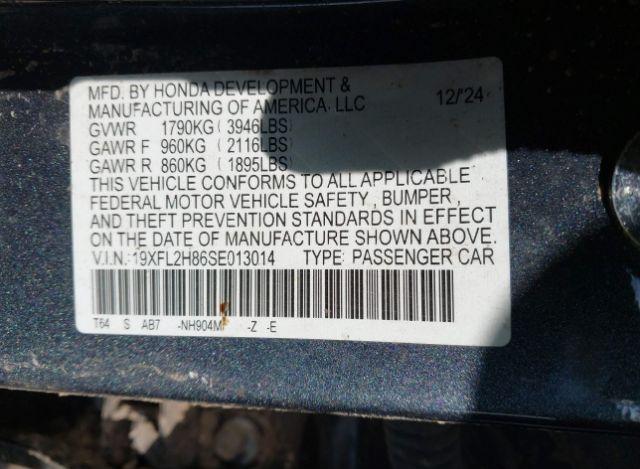 MFD. BY HONDA DEVELOPMENT &
MANUFACTURING OF AMERICA, LLC 12/'24
GVWR 1790KG ( 3946LBS)
GAWR F 960KG ( 2116LBS)
GAWR R 860KG ( 1895LBS)
THIS VEHICLE CONFORMS TO ALL APPLICABLE
FEDERAL MOTOR VEHICLE SAFETY, BUMPER,
AND THEFT PREVENTION STANDARDS IN EFFECT
ON THE DATE OF MANUFACTURE SHOWN ABOVE.
V.I.N.:19XFL2H86SE013014 TYPE: PASSENGER CAR
T64 S AB7 -NH904M -Z -E